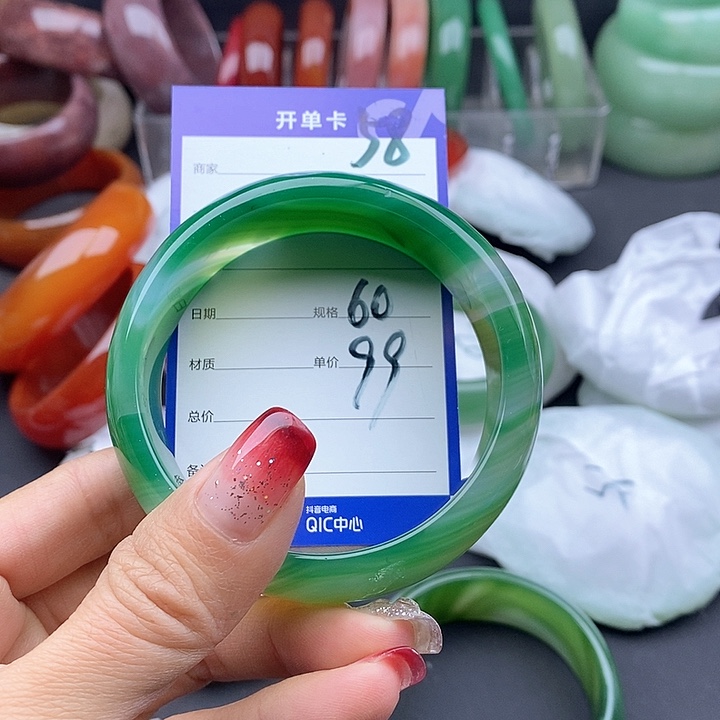 开单卡 58
商家
日期 规格 60
材质 单价 99
总价
备
抖音电商
QIC中心